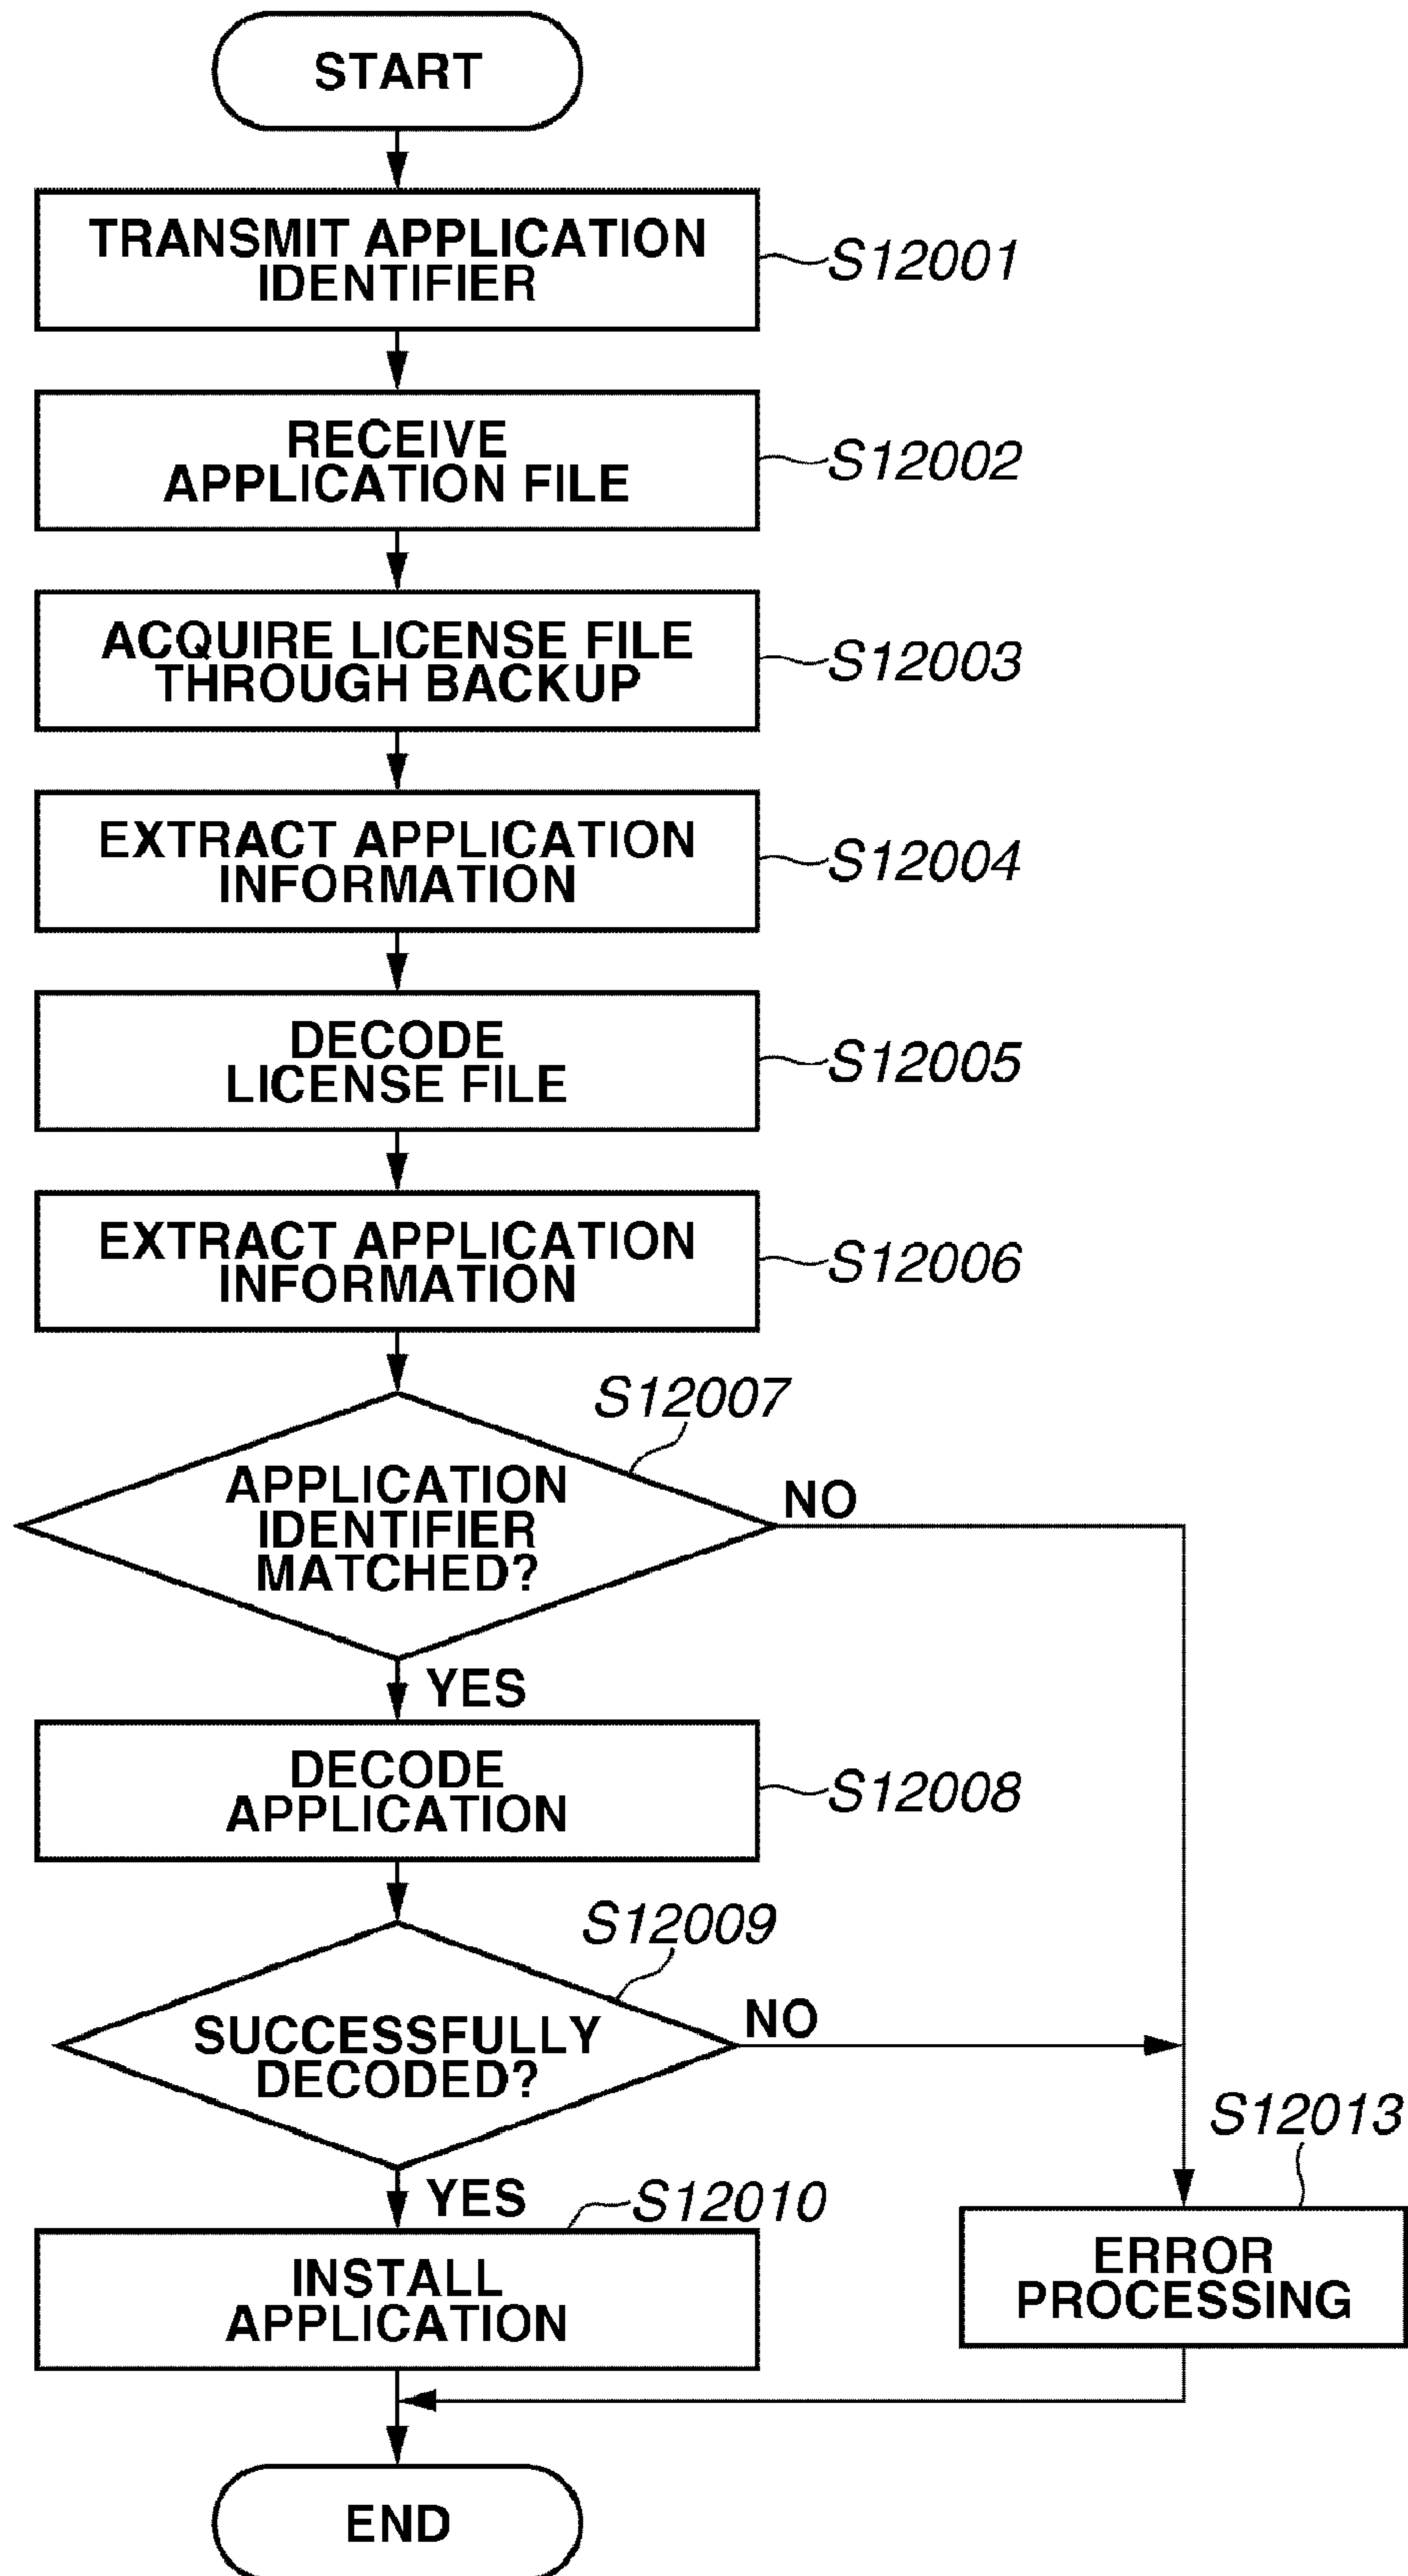 START
TRANSMIT APPLICATION
IDENTIFIER
S12001
RECEIVE
APPLICATION FILE
S12002
ACQUIRE LICENSE FILE
THROUGH BACKUP
S12003
EXTRACT APPLICATION
INFORMATION
S12004
DECODE
LICENSE FILE
S12005
EXTRACT APPLICATION
INFORMATION
S12006
S12007
APPLICATION
IDENTIFIER
MATCHED?
NO
YES
DECODE
APPLICATION
S12008
S12009
SUCCESSFULLY
DECODED?
NO
YES
S12010
INSTALL
APPLICATION
S12013
ERROR
PROCESSING
END